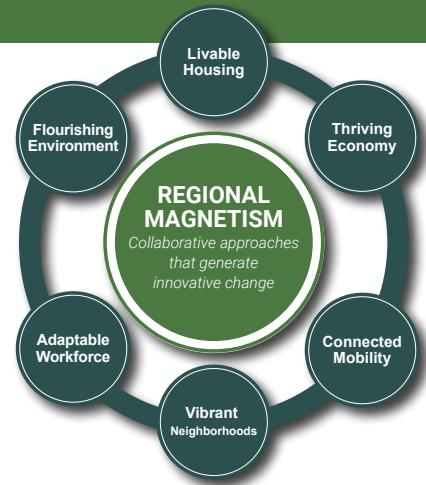 Livable
Housing
Thriving
Economy
Connected
Mobility
Vibrant
Neighborhoods
Adaptable
Workforce
Flourishing
Environment
REGIONAL
MAGNETISM
Collaborative approaches
that generate
innovative change